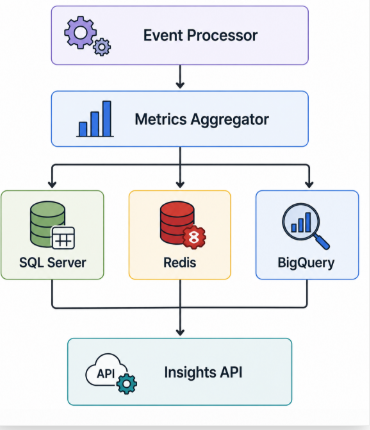 Event Processor
Metrics Aggregator
SQL Server
Redis
BigQuery
API
Insights API